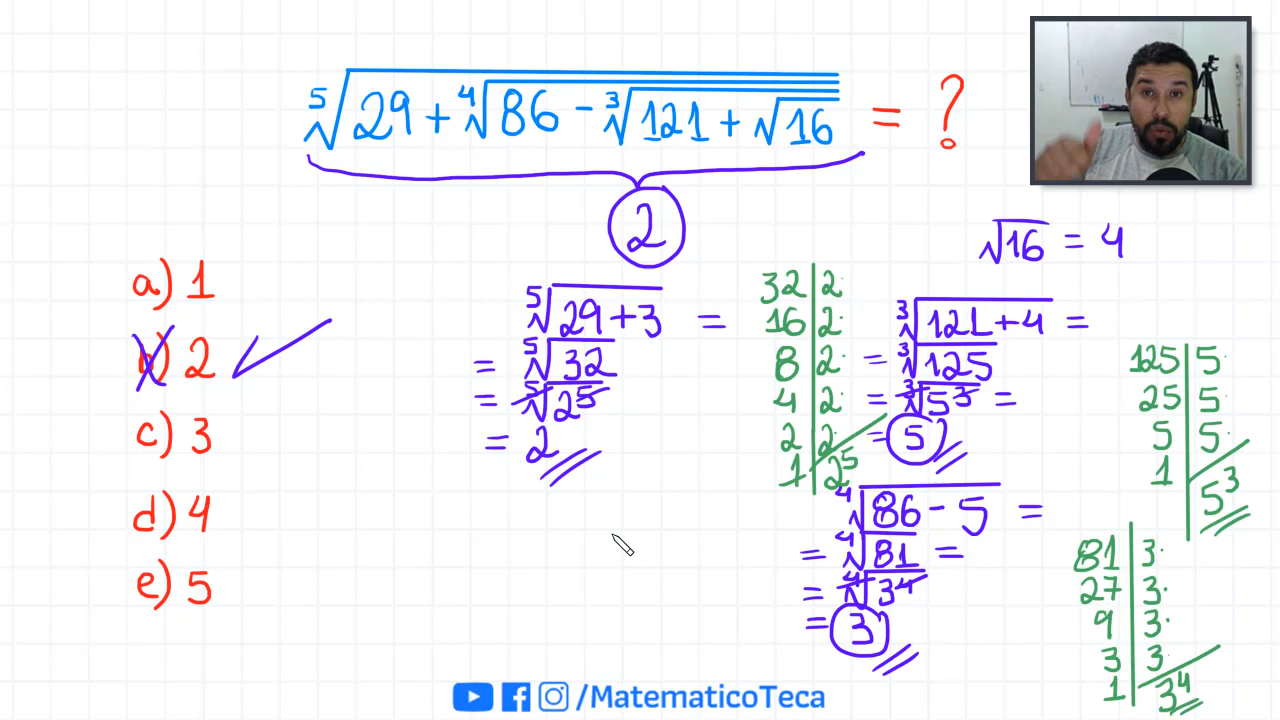 ⁵√(29 + ⁴√(86 - ³√(121 + √16))) = ?
2
√16 = 4
a) 1
b) 2
c) 3
d) 4
e) 5
⁵√(29 + 3) =
= ⁵√32
= ⁵√2⁵
= 2
32 | 2
16 | 2
8 | 2
4 | 2
2 | 2
1 | 2⁵
³√(121 + 4) =
= ³√125
= ³√5³ =
= 5
125 | 5
25 | 5
5 | 5
1
5³
⁴√(86 - 5) =
= ⁴√81 =
= ⁴√3⁴
= 3
81 | 3
27 | 3
9 | 3
3 | 3
1 | 3⁴
/MatematicoTeca